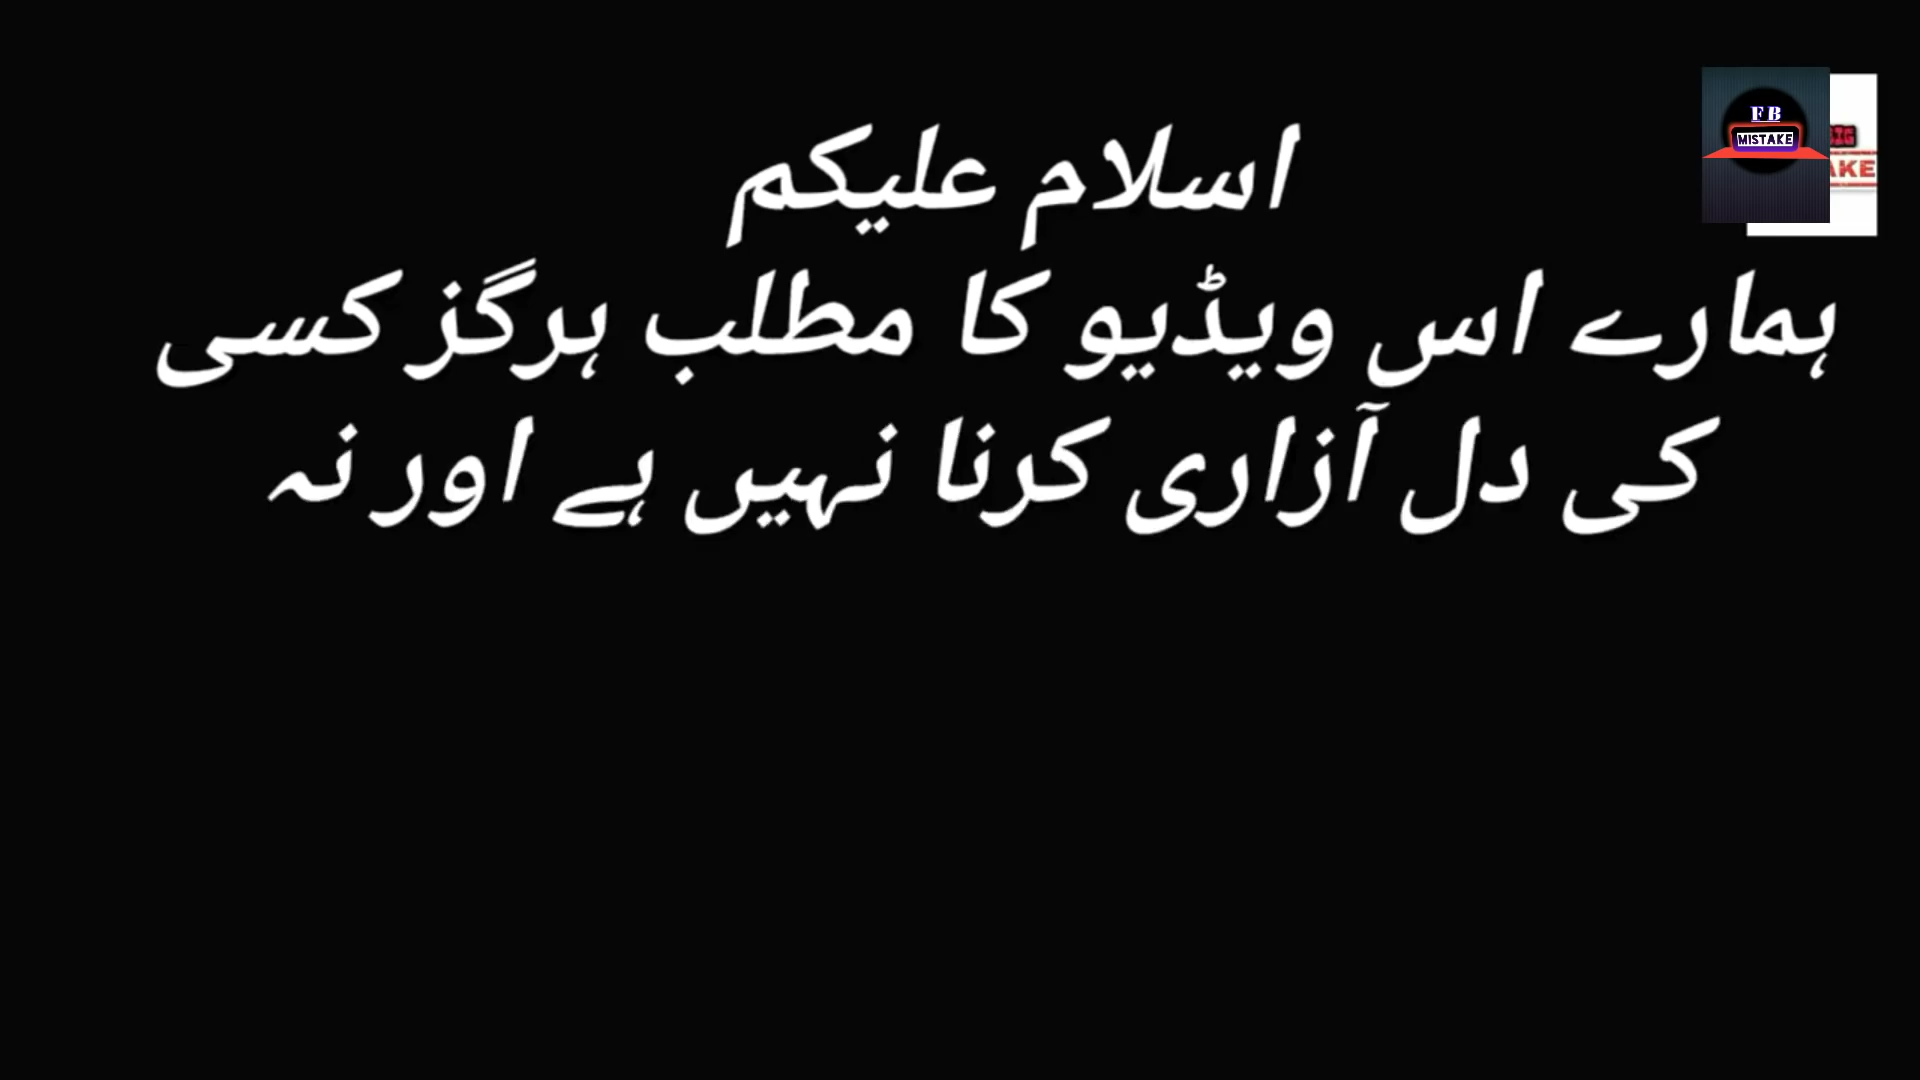 اسلام علیکم
ہمارے اس ویڈیو کا مطلب ہرگز کسی
کی دل آزاری کرنا نہیں ہے اور نہ
FB
MISTAKE